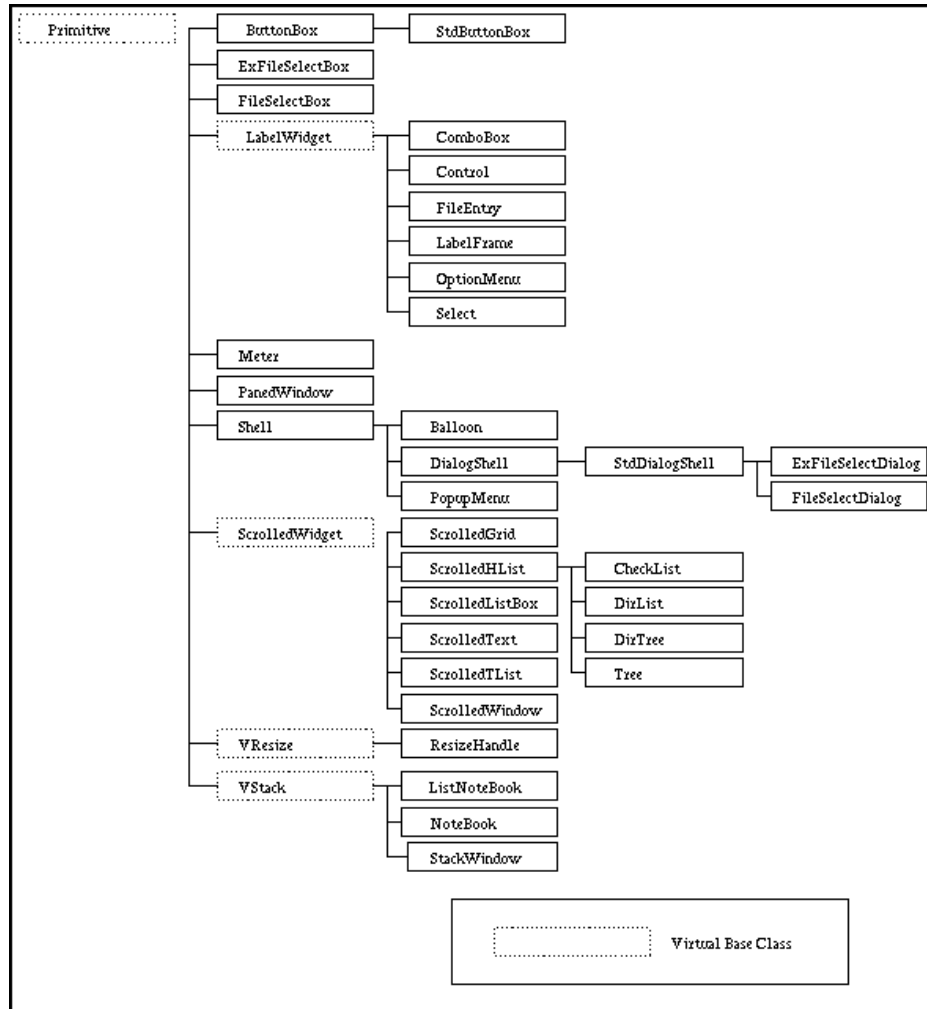 Primitive
ButtonBox
StdButtonBox
ExFileSelectBox
FileSelectBox
LabelWidget
ComboBox
Control
FileEntry
LabelFrame
OptionMenu
Select
Meter
PanedWindow
Shell
Balloon
DialogShell
StdDialogShell
ExFileSelectDialog
PopupMenu
FileSelectDialog
ScrolledWidget
ScrolledGrid
ScrolledHList
CheckList
ScrolledListBox
DirList
ScrolledText
DirTree
ScrolledTList
Tree
ScrolledWindow
VResize
ResizeHandle
VStack
ListNoteBook
NoteBook
StackWindow
Virtual Base Class